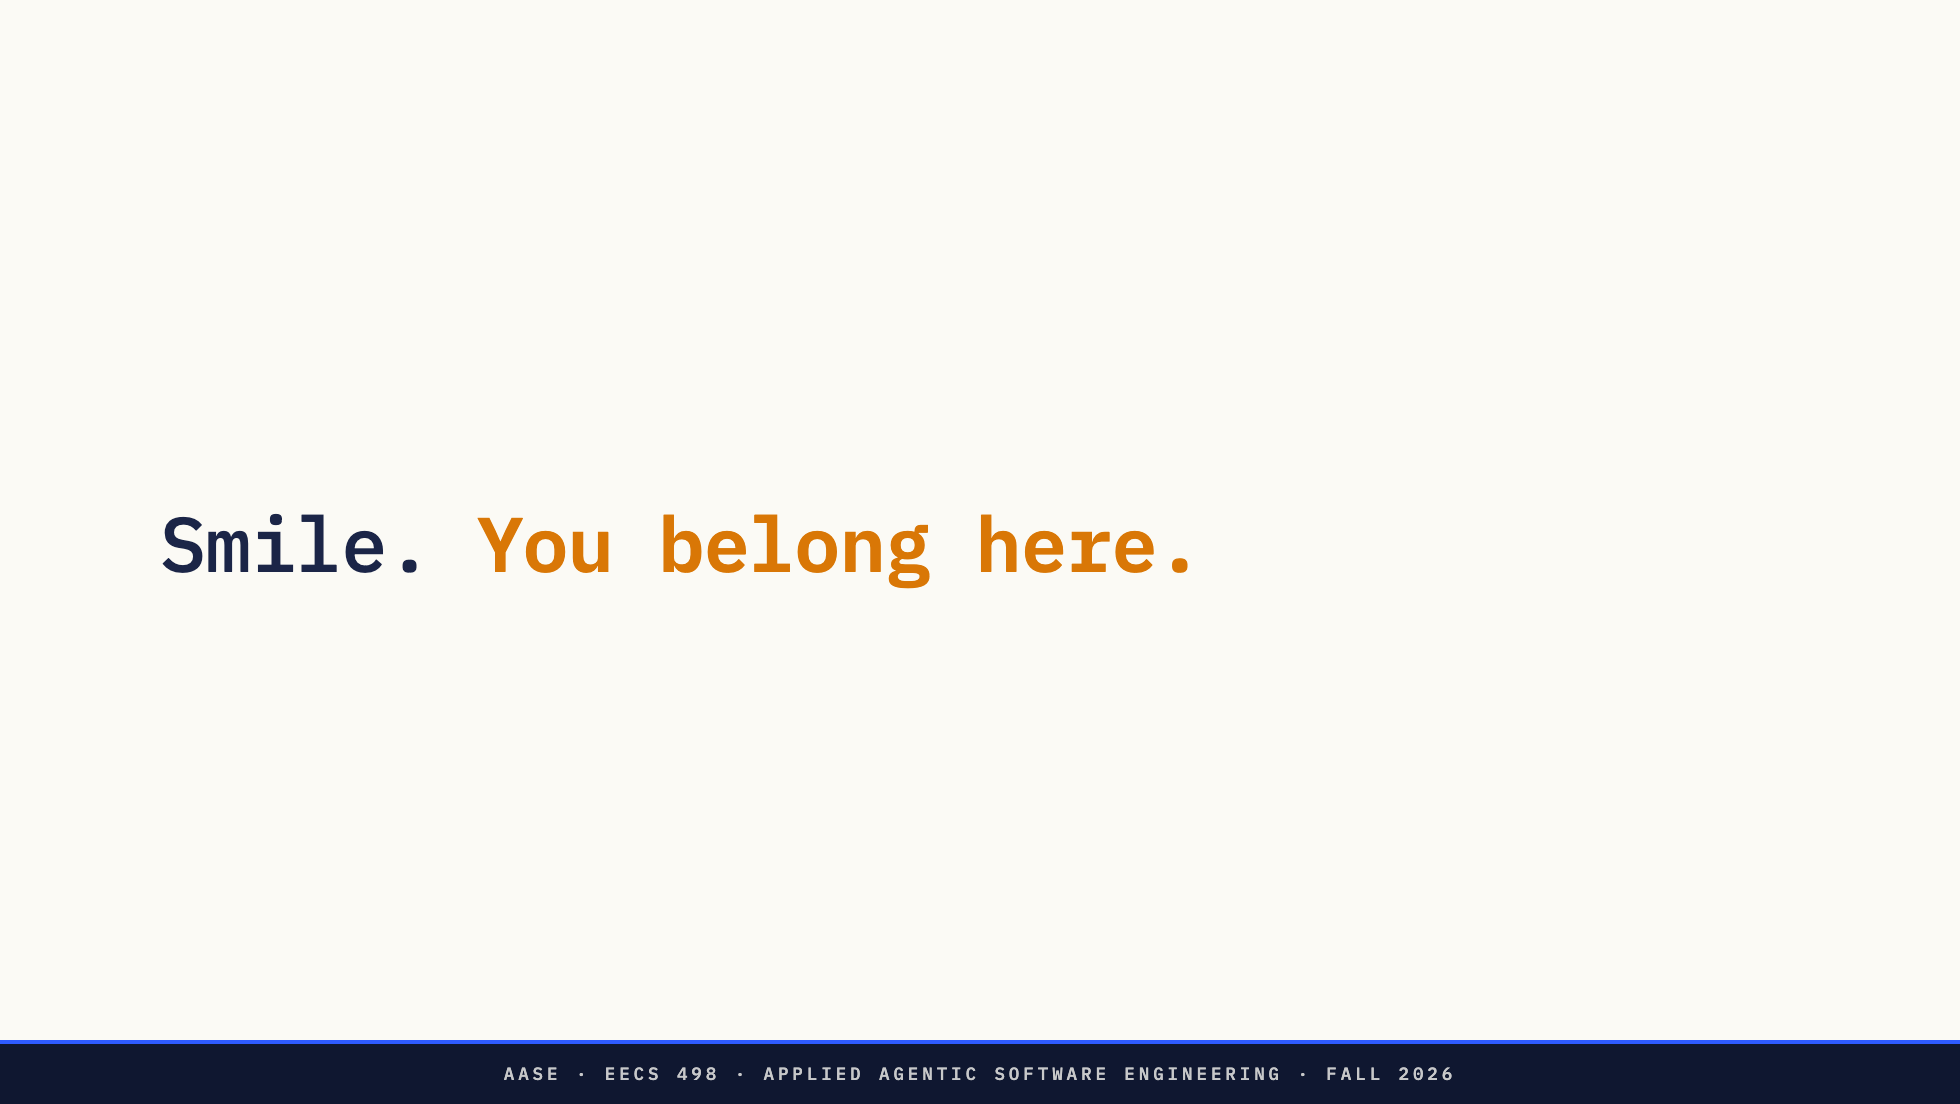 Smile. You belong here.
AASE · EECS 498 · APPLIED AGENTIC SOFTWARE ENGINEERING · FALL 2026